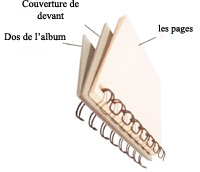 Couverture de
devant
Dos de l'album
les pages